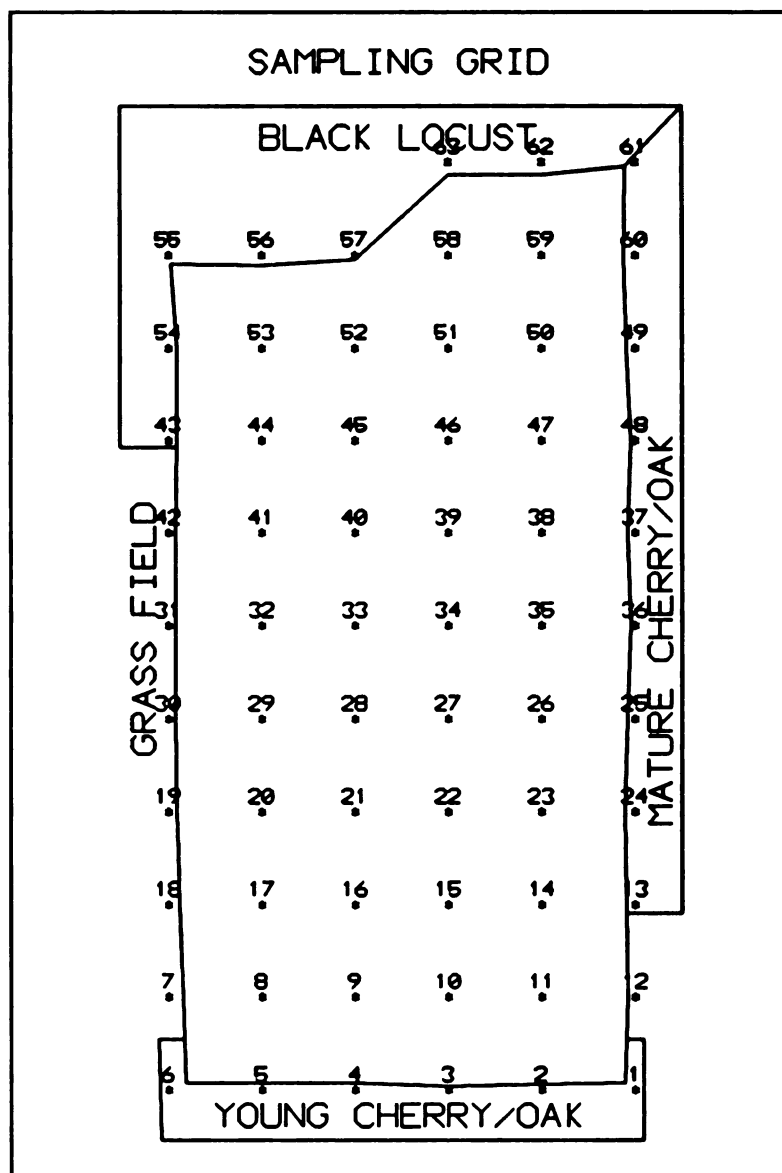 SAMPLING GRID
BLACK LOCUST
63 62 61
55 56 57 58 59 60
54 53 52 51 50 49
43 44 45 46 47 48
42 41 40 39 38 37
31 32 33 34 35 36
30 29 28 27 26 25
19 20 21 22 23 24
18 17 16 15 14 13
7 8 9 10 11 12
6 5 4 3 2 1
GRASS FIELD
MATURE CHERRY/OAK
YOUNG CHERRY/OAK